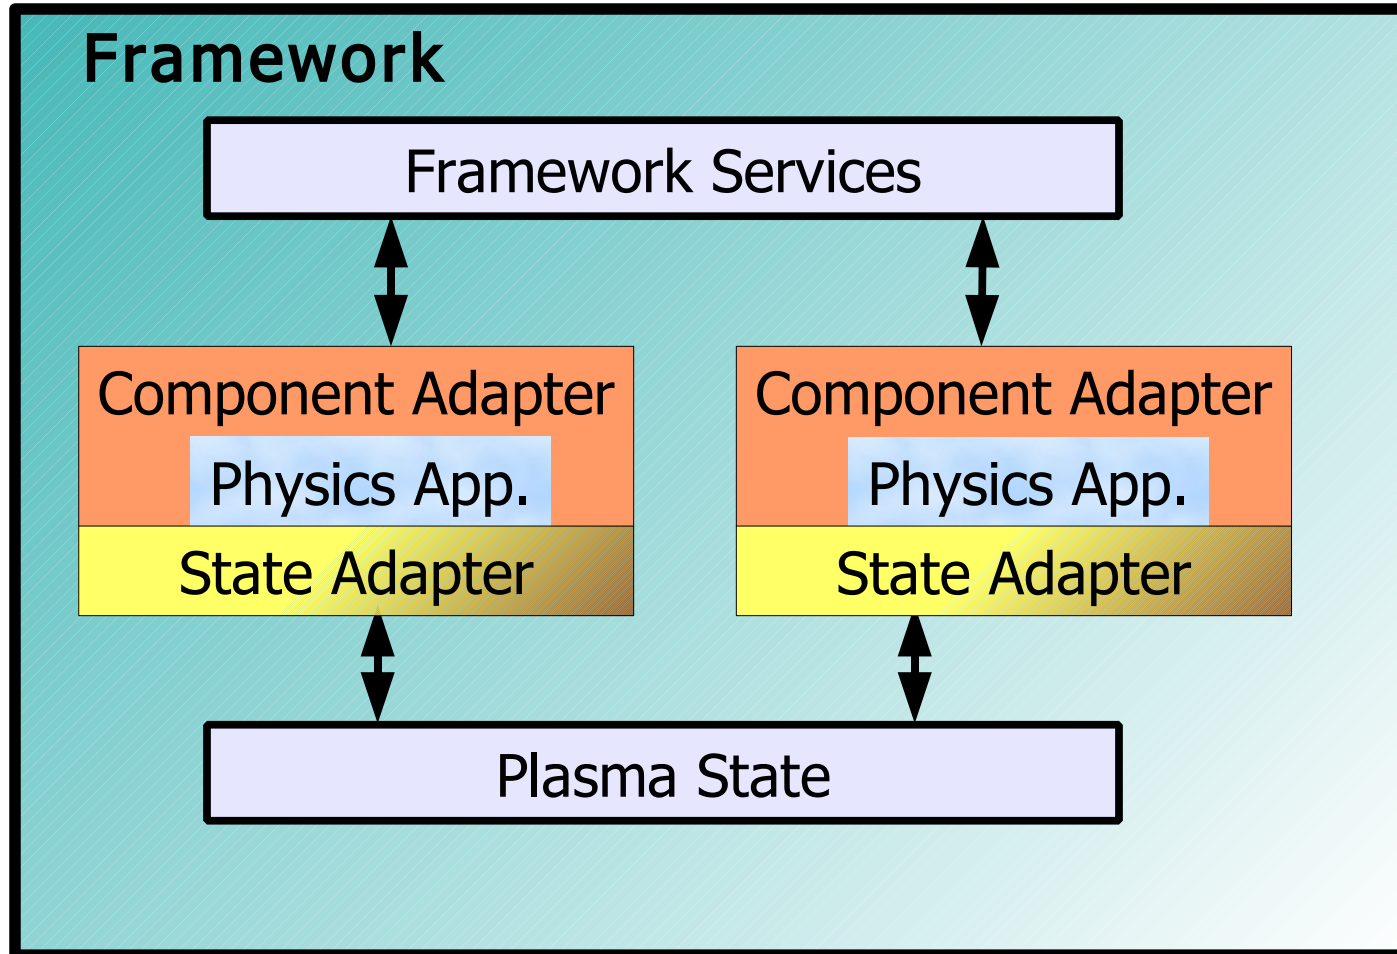 Framework
Framework Services
Component Adapter
Physics App.
State Adapter
Component Adapter
Physics App.
State Adapter
Plasma State